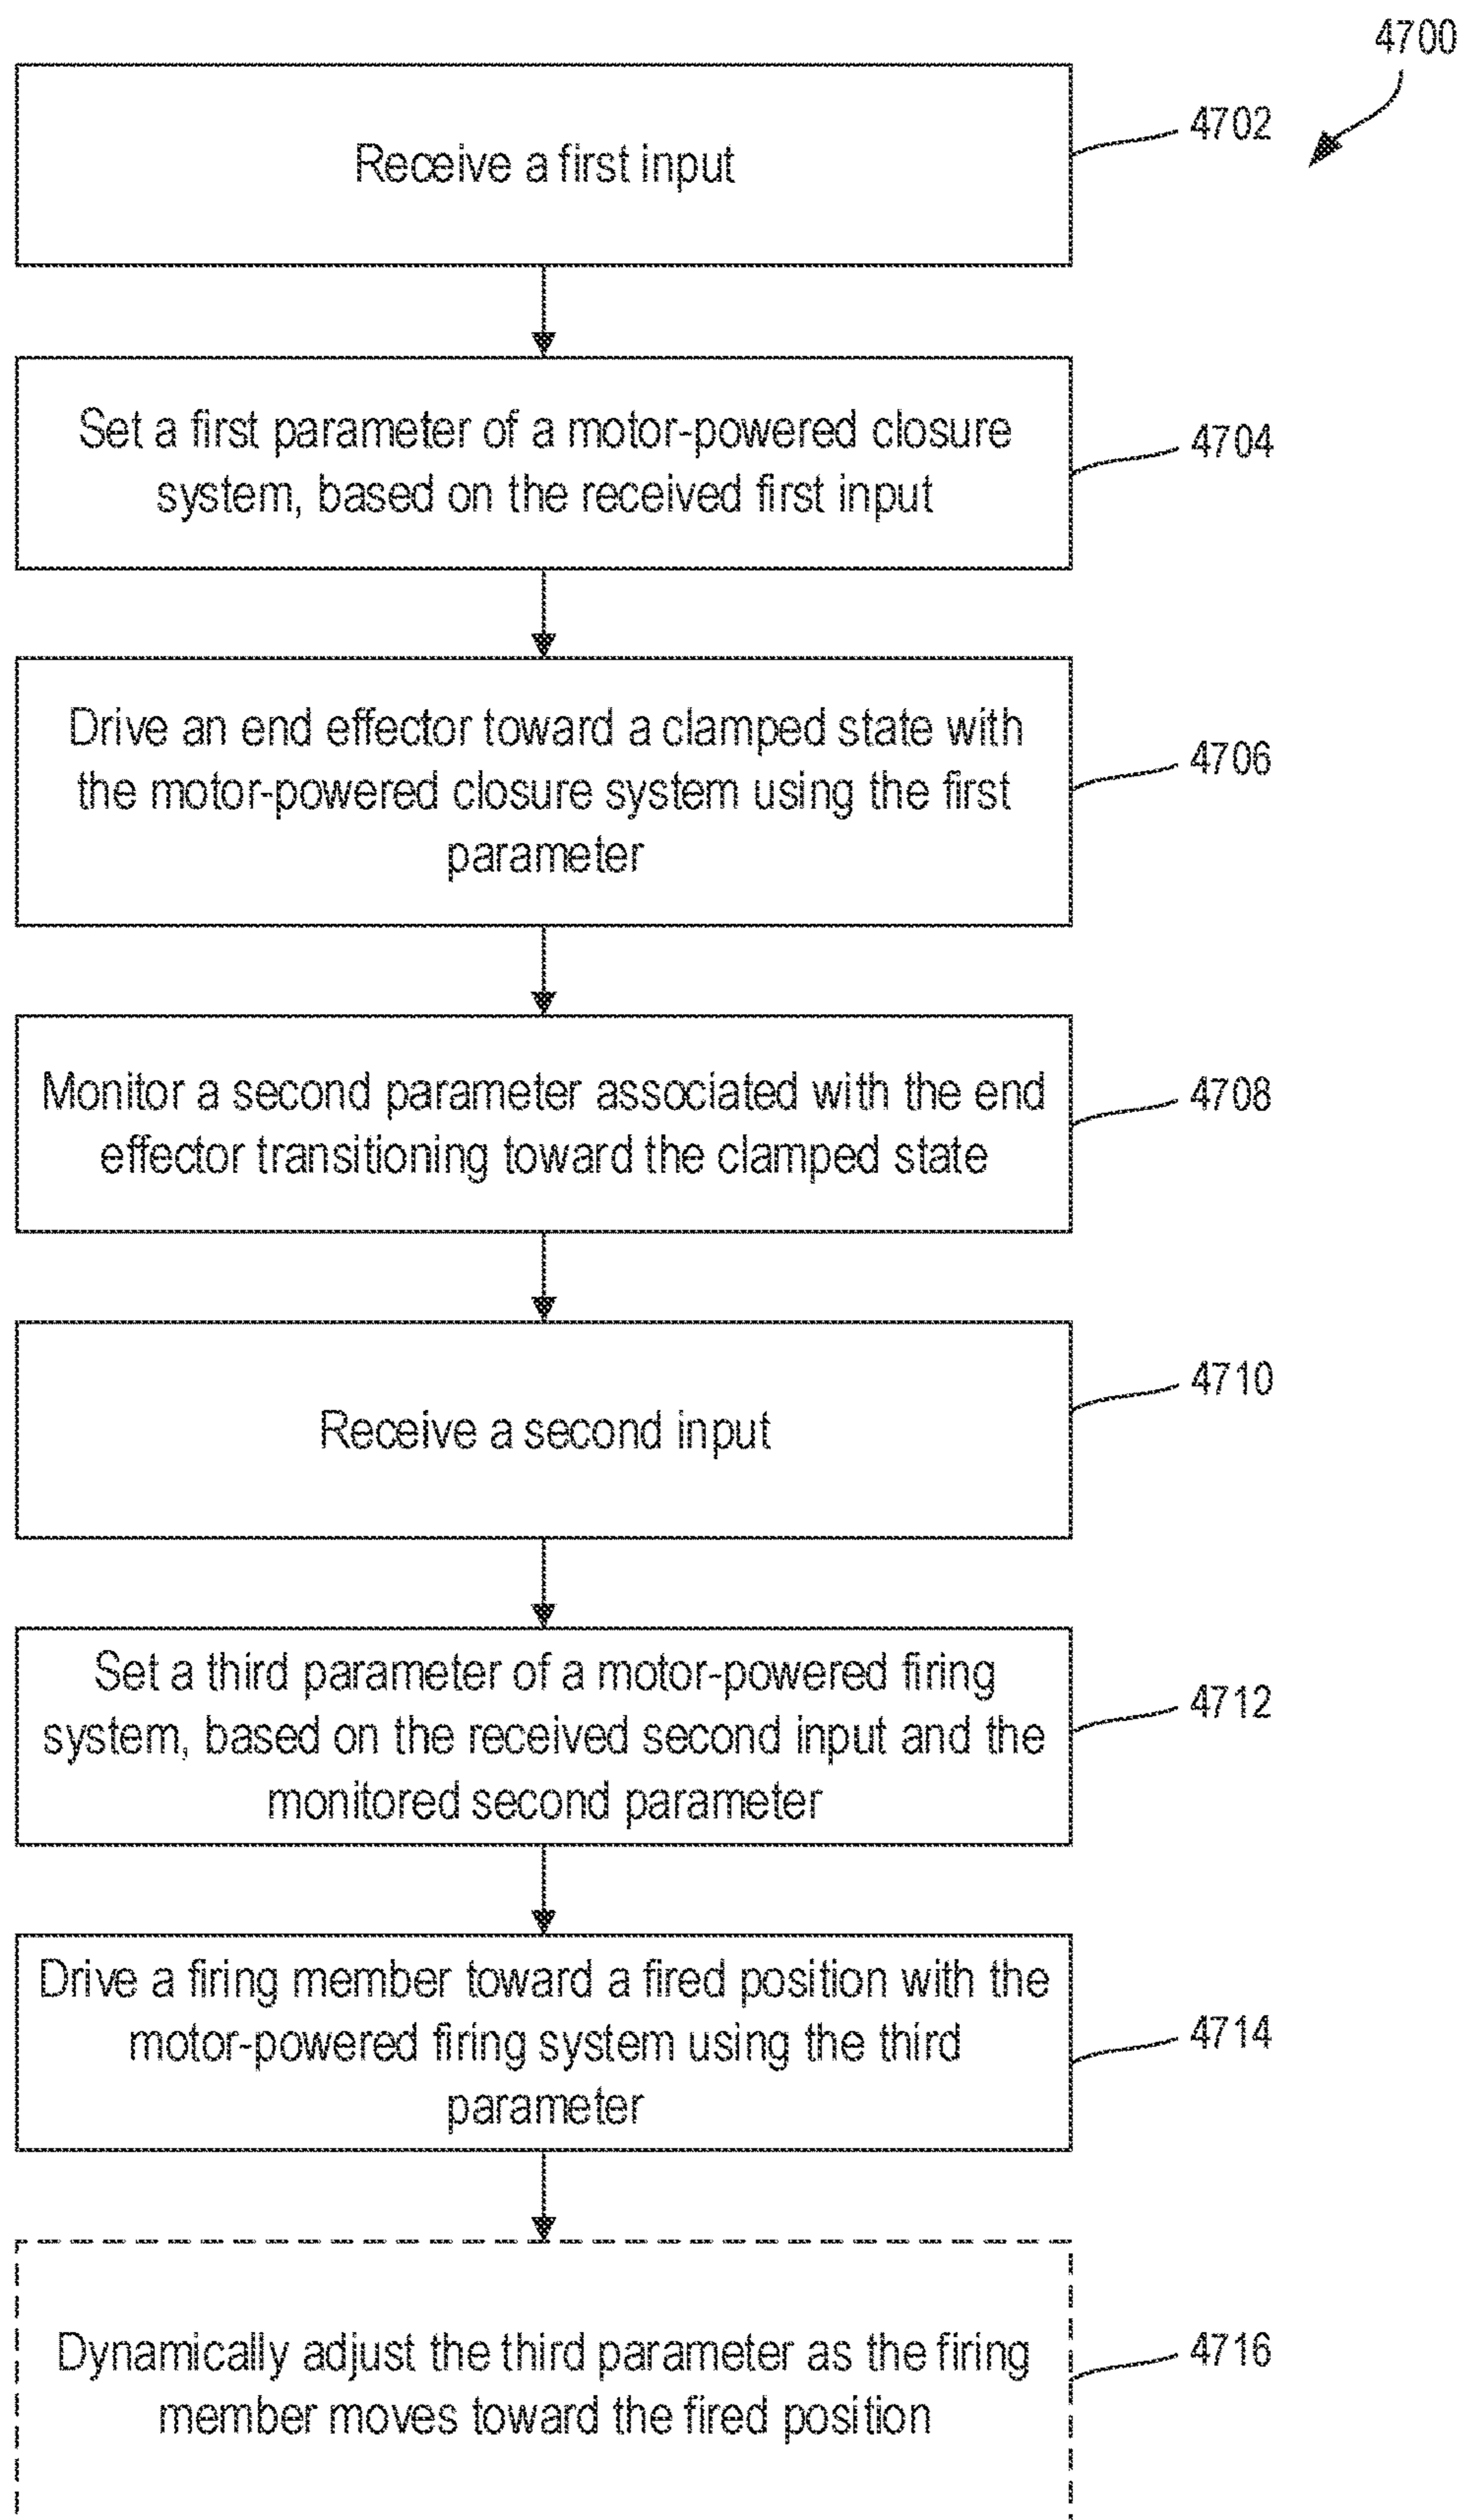 4700
Receive a first input
4702
Set a first parameter of a motor-powered closure
system, based on the received first input
4704
Drive an end effector toward a clamped state with
the motor-powered closure system using the first
parameter
4706
Monitor a second parameter associated with the end
effector transitioning toward the clamped state
4708
Receive a second input
4710
Set a third parameter of a motor-powered firing
system, based on the received second input and the
monitored second parameter
4712
Drive a firing member toward a fired position with the
motor-powered firing system using the third
parameter
4714
Dynamically adjust the third parameter as the firing
member moves toward the fired position
4716